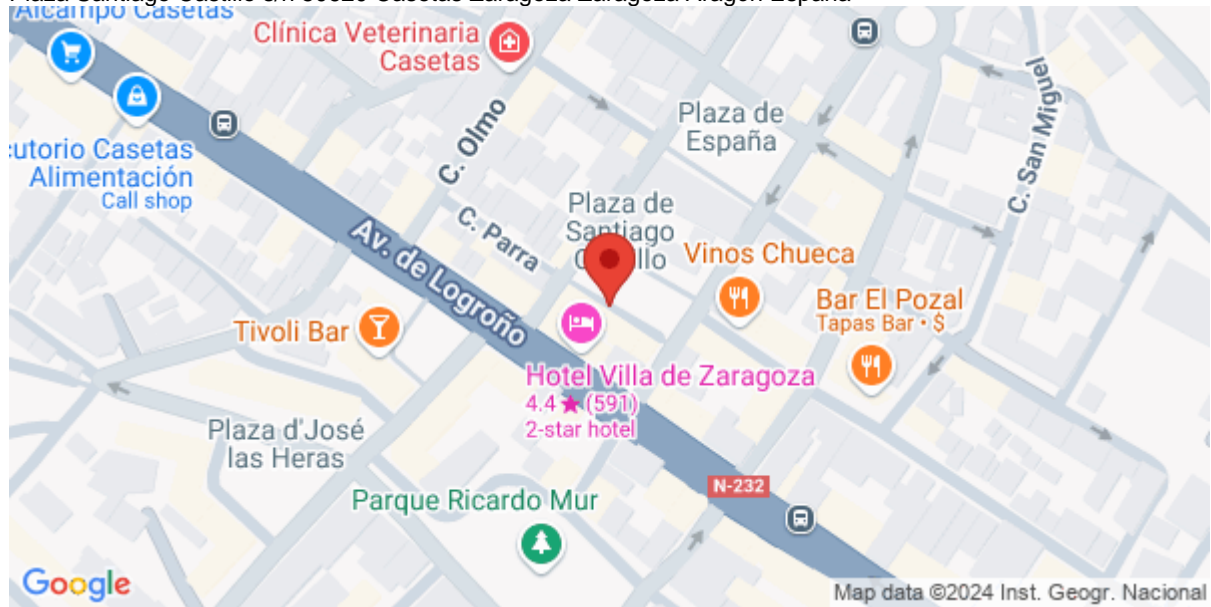 Alcampo Casetas
Clínica Veterinaria
Casetas
C. Olmo
Plaza de
España
C. San Miguel
utorio Casetas
Alimentación
Call shop
C. Parra
Plaza de
Santiago
Av. de Logroño
Vinos Chueca
Bar El Pozal
Tapas Bar • $
Tivoli Bar
Hotel Villa de Zaragoza
4.4 ★ (591)
2-star hotel
Plaza d'José
las Heras
N-232
Parque Ricardo Mur
Google
Map data ©2024 Inst. Geogr. Nacional